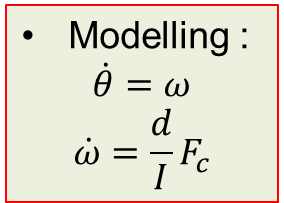 • Modelling :
θ̇ = ω
ω̇ = d/I F_c